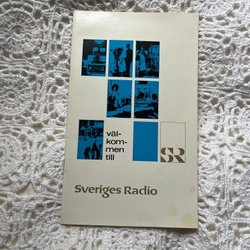 väl-
kom-
men
till
SR
Sveriges Radio